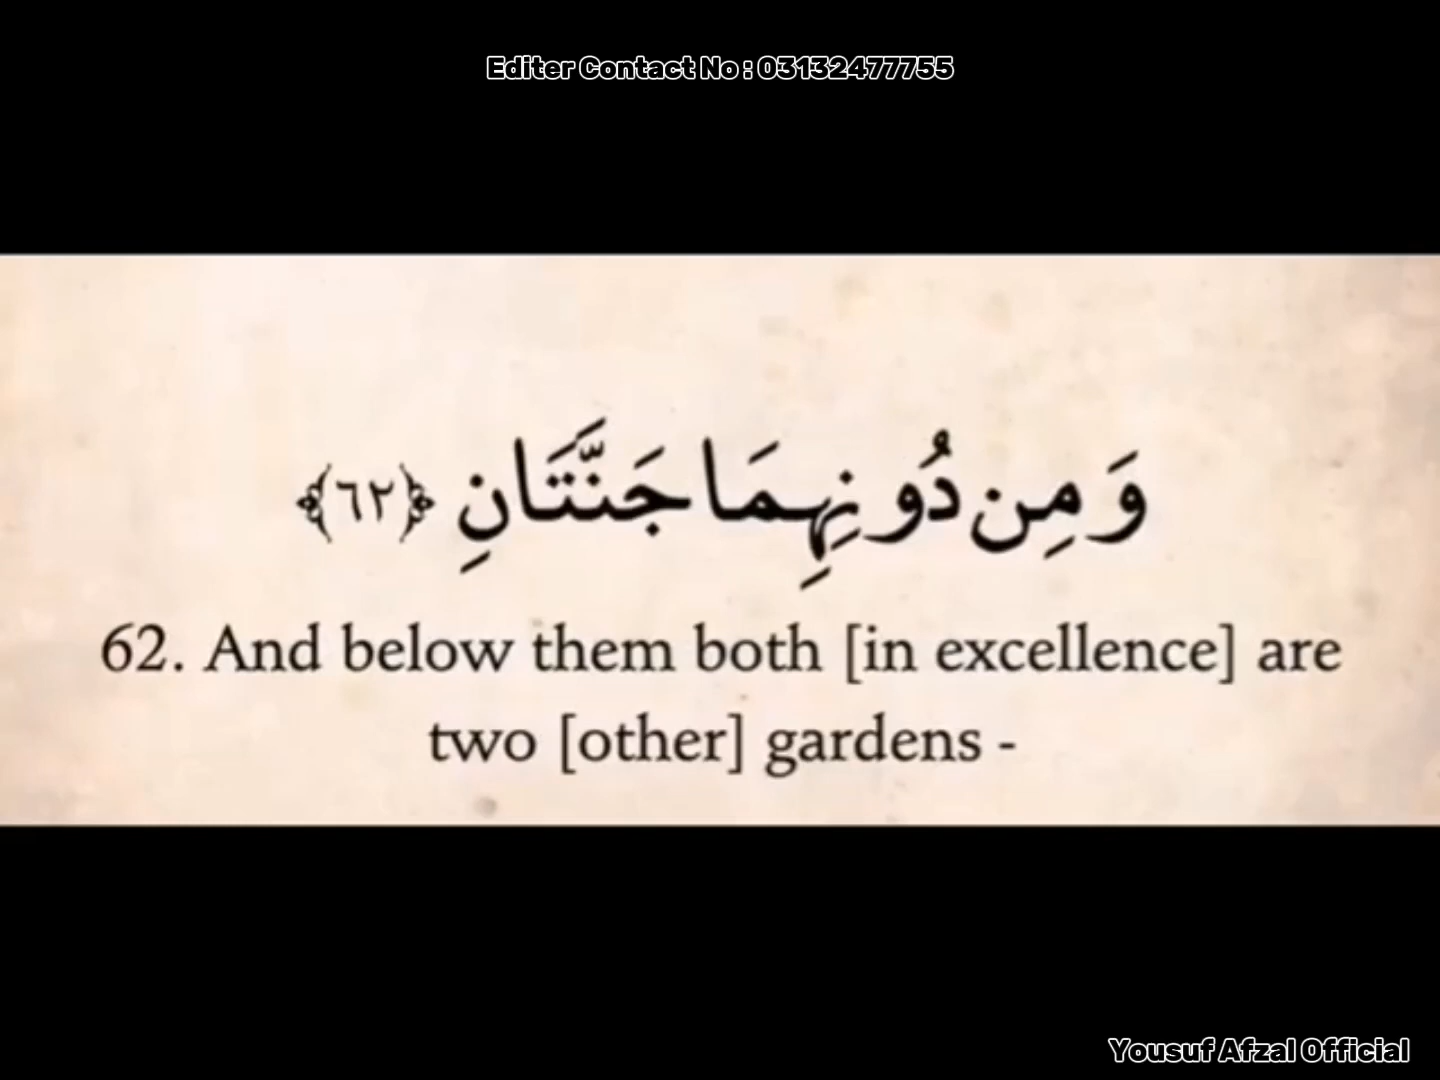 Editer Contact No : 03132477755
وَمِن دُونِهِمَا جَنَّتَانِ ﴿٦٢﴾
62. And below them both [in excellence] are
two [other] gardens -
Yousuf Afzal Official